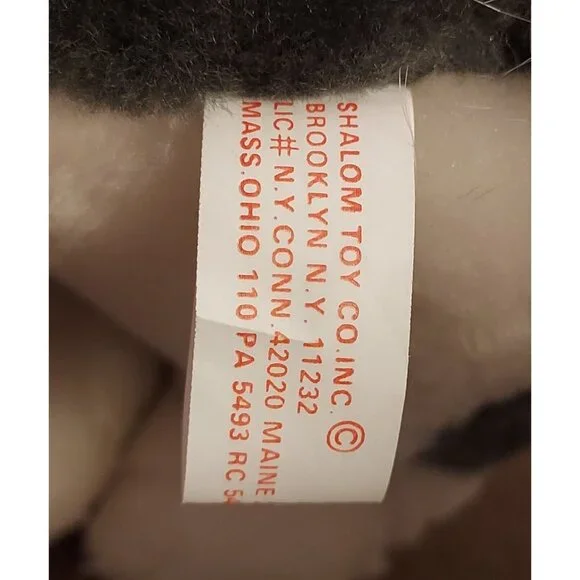 SHALOM TOY CO.INC. ©
BROOKLYN N.Y. 11232
LIC# N.Y.CONN.42020 MAINE
MASS.OHIO 110 PA 5493 RC